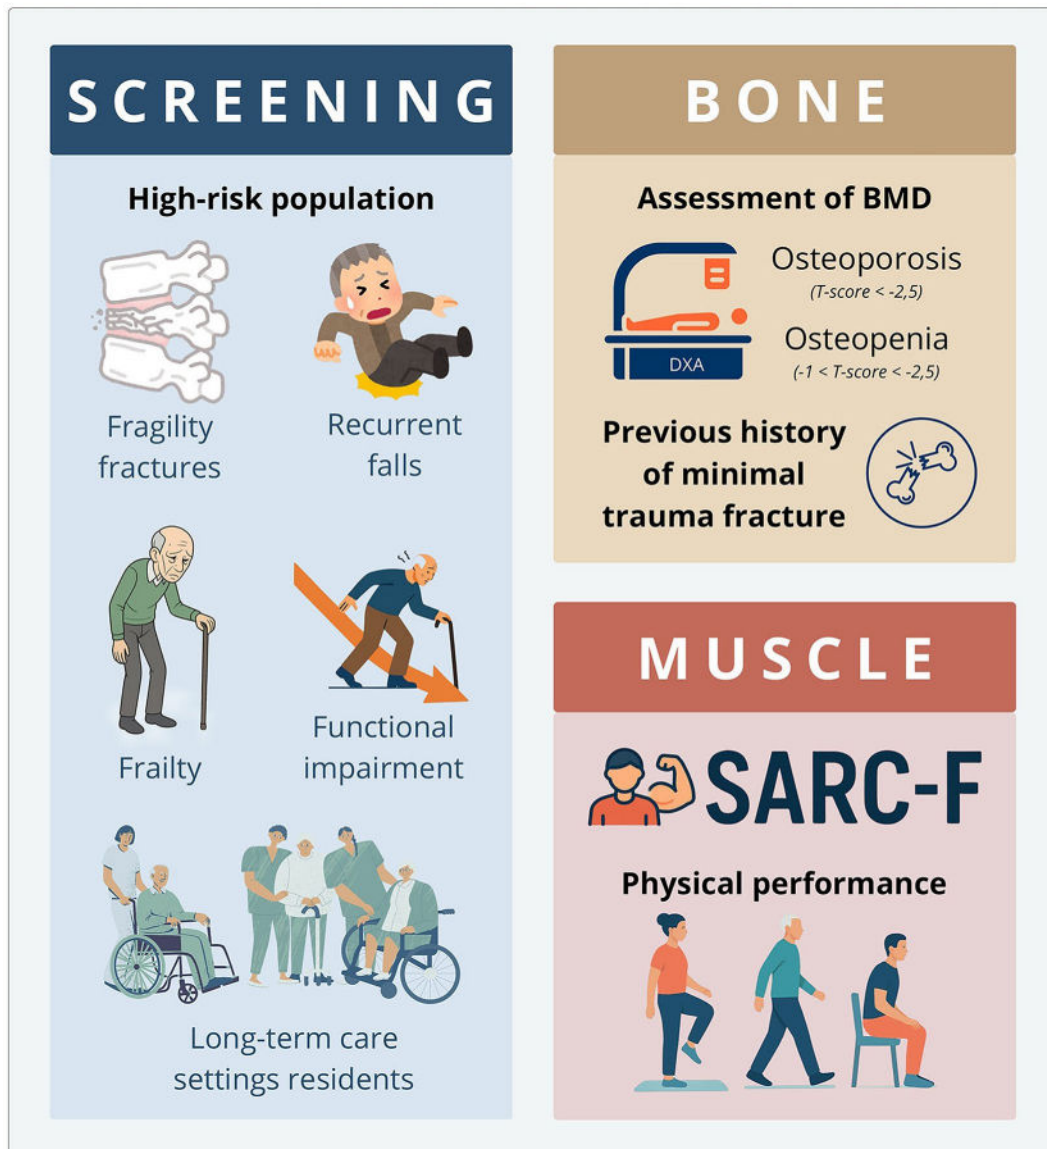 SCREENING
High-risk population
Fragility
fractures
Recurrent
falls
Frailty
Functional
impairment
Long-term care
settings residents
BONE
Assessment of BMD
DXA
Osteoporosis
(T-score < -2,5)
Osteopenia
(-1 < T-score < -2,5)
Previous history
of minimal
trauma fracture
MUSCLE
SARC-F
Physical performance